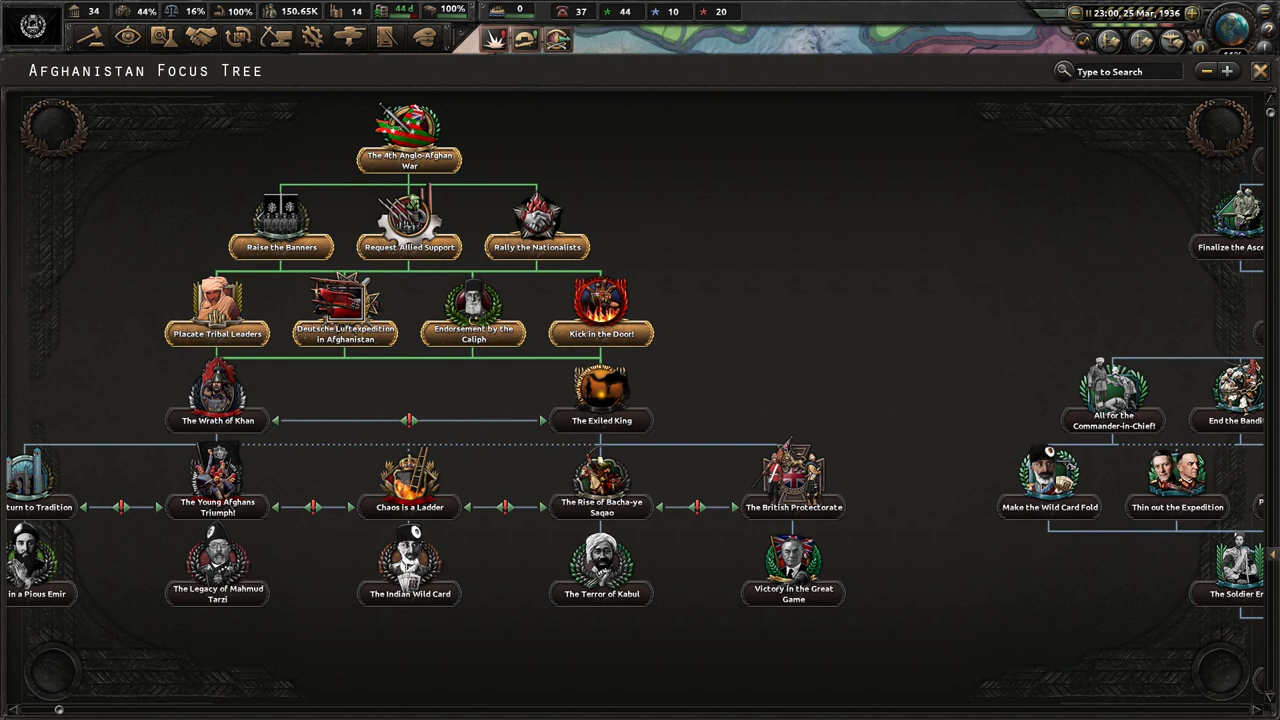 34
44%
16%
100%
150.65K
14
44 d
100%
0
37
44
10
20
23:00, 25 Mar, 1936
Afghanistan Focus Tree
Type to Search
The 4th Anglo-Afghan
War
Raise the Banners
Request Allied Support
Rally the Nationalists
Finalize the Asce
Placate Tribal Leaders
Deutsche Luftexpedition
in Afghanistan
Endorsement by the
Caliph
Kick in the Door!
The Wrath of Khan
The Exiled King
All for the
Commander-in-Chief!
End the Bandi
turn to Tradition
The Young Afghans
Triumph!
Chaos is a Ladder
The Rise of Bacha-ye
Saqao
The British Protectorate
Make the Wild Card Fold
Thin out the Expedition
in a Pious Emir
The Legacy of Mahmud
Tarzi
The Indian Wild Card
The Terror of Kabul
Victory in the Great
Game
The Soldier Em